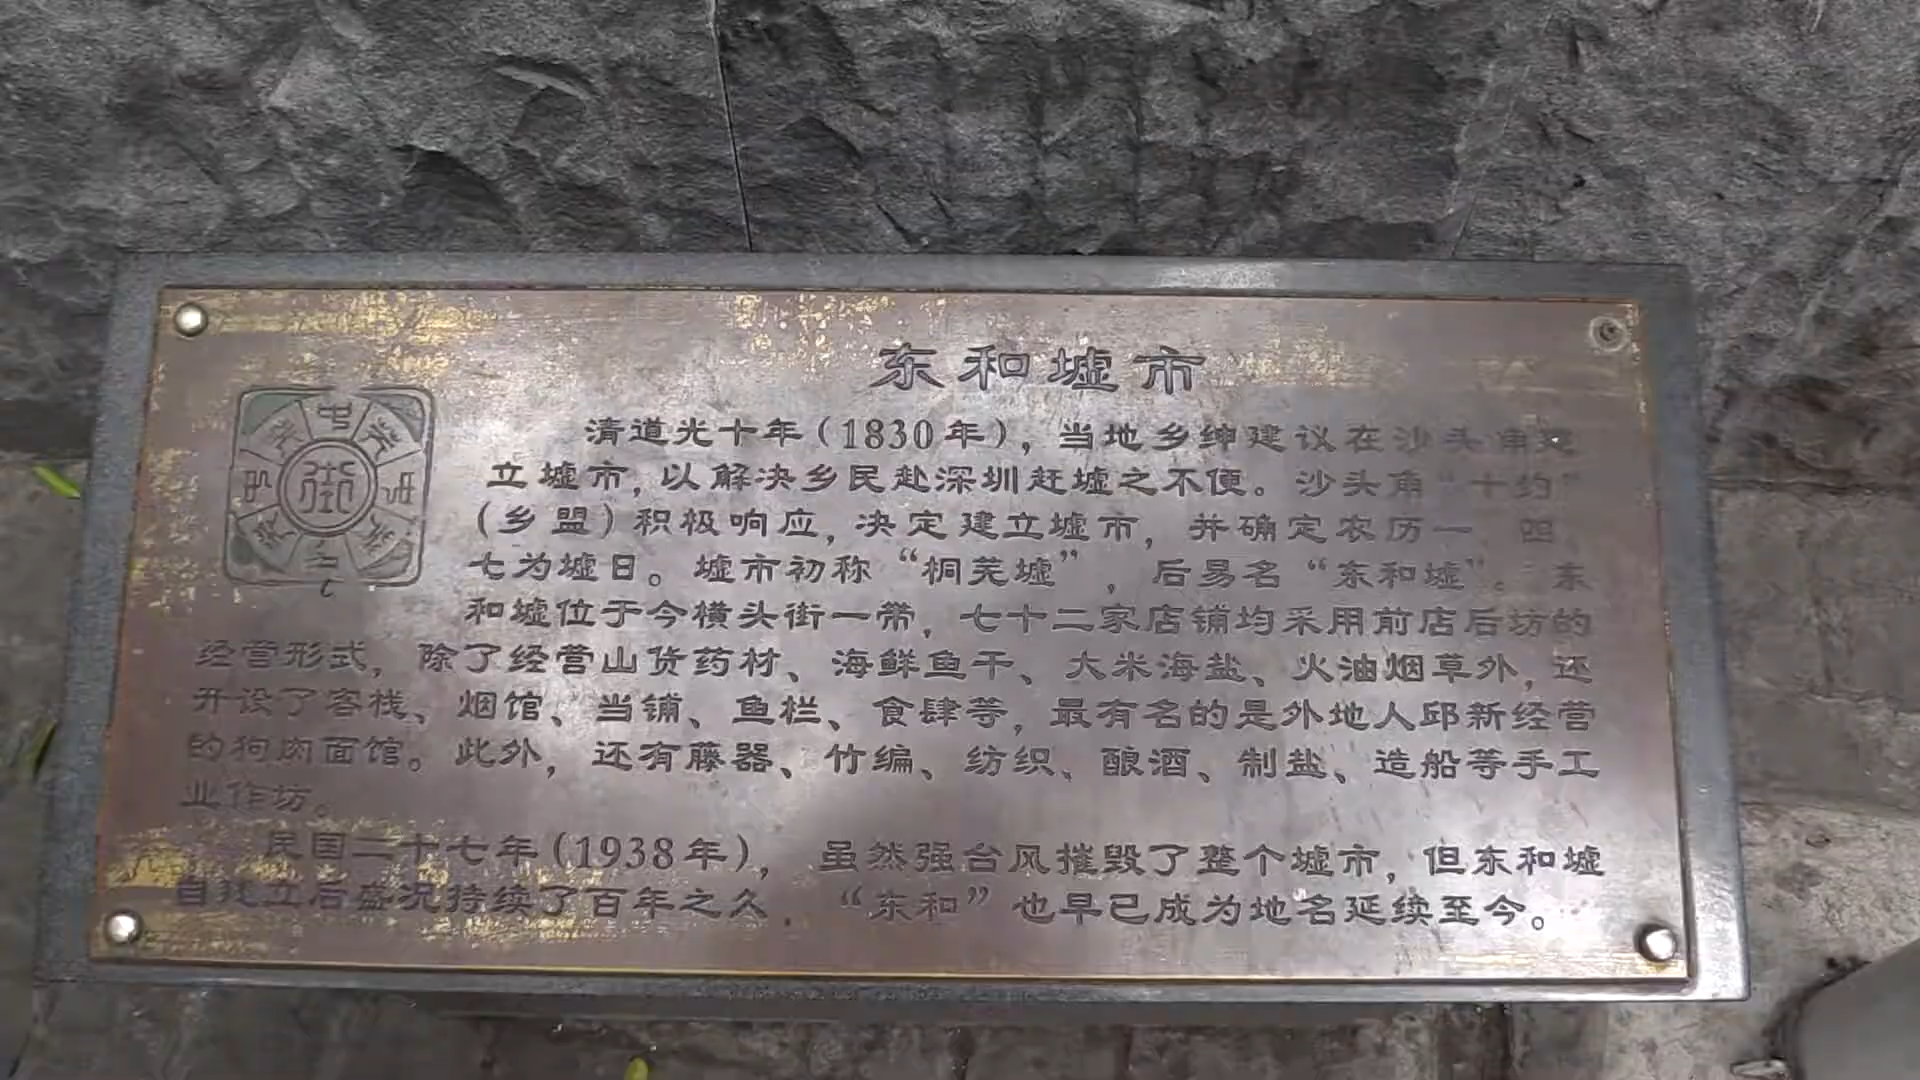 东和墟市
清道光十年（1830年），当地乡绅建议在沙头角建
立墟市，以解决乡民赴深圳赶墟之不便。沙头角“十约”
（乡盟）积极响应，决定建立墟市，并确定农历一、四、
七为墟日。墟市初称“桐芜墟”，后易名“东和墟”。东
和墟位于今横头街一带，七十二家店铺均采用前店后坊的
经营形式，除了经营山货药材、海鲜鱼干、大米海盐、火油烟草外，还
开设了客栈、烟馆、当铺、鱼栏、食肆等，最有名的是外地人邱新经营
的狗肉面馆。此外，还有藤器、竹编、纺织、酿酒、制盐、造船等手工
业作坊。
民国二十七年（1938年），虽然强台风摧毁了整个墟市，但东和墟
自建立后盛况持续了百年之久，“东和”也早已成为地名延续至今。
街